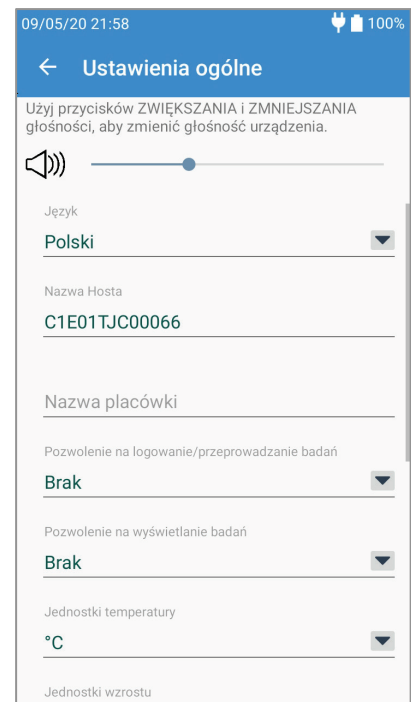 09/05/20 21:58 100%
Ustawienia ogólne
Użyj przycisków ZWIĘKSZANIA i ZMNIEJSZANIA
głośności, aby zmienić głośność urządzenia.
Język
Polski
Nazwa Hosta
C1E01TJC00066
Nazwa placówki
Pozwolenie na logowanie/przeprowadzanie badań
Brak
Pozwolenie na wyświetlanie badań
Brak
Jednostki temperatury
°C
Jednostki wzrostu